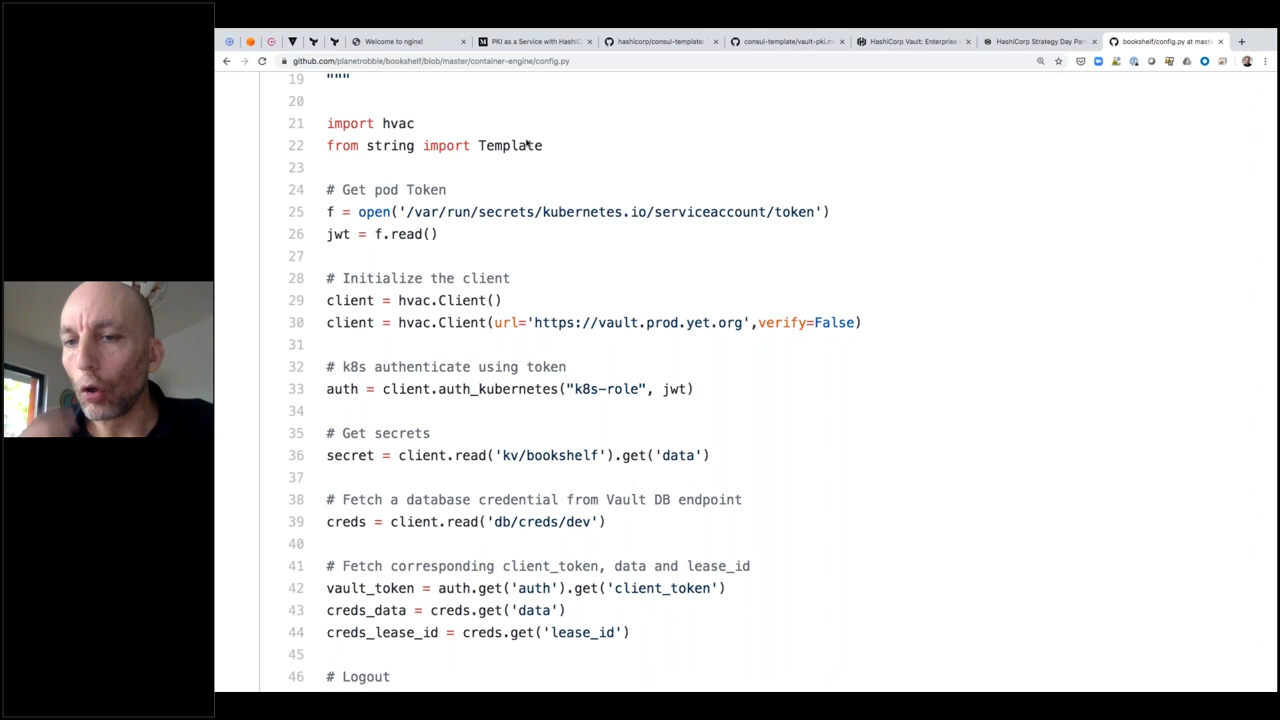 Welcome to nginx!
PKI as a Service with HashiC
hashicorp/consul-template:
consul-template/vault-pki.m
HashiCorp Vault: Enterprise
HashiCorp Strategy Day Pari
bookshelf/config.py at maste
github.com/planetrobbie/bookshelf/blob/master/container-engine/config.py
19 """
20
21 import hvac
22 from string import Template
23
24 # Get pod Token
25 f = open('/var/run/secrets/kubernetes.io/serviceaccount/token')
26 jwt = f.read()
27
28 # Initialize the client
29 client = hvac.Client()
30 client = hvac.Client(url='https://vault.prod.yet.org',verify=False)
31
32 # k8s authenticate using token
33 auth = client.auth_kubernetes("k8s-role", jwt)
34
35 # Get secrets
36 secret = client.read('kv/bookshelf').get('data')
37
38 # Fetch a database credential from Vault DB endpoint
39 creds = client.read('db/creds/dev')
40
41 # Fetch corresponding client_token, data and lease_id
42 vault_token = auth.get('auth').get('client_token')
43 creds_data = creds.get('data')
44 creds_lease_id = creds.get('lease_id')
45
46 # Logout